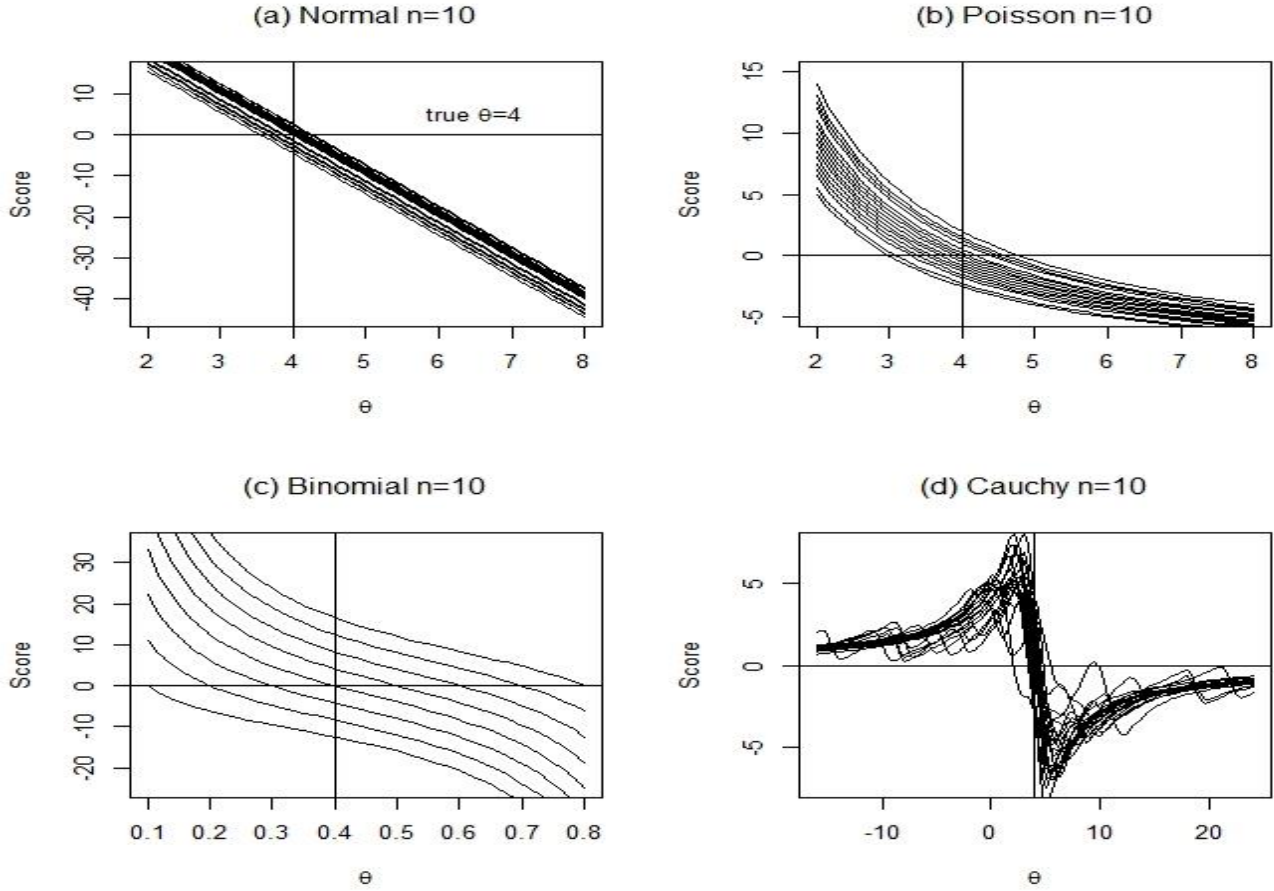 (a) Normal n=10
Score
10
0
-10
-20
-30
-40
true θ=4
2 3 4 5 6 7 8
θ
(b) Poisson n=10
Score
15
10
5
0
-5
2 3 4 5 6 7 8
θ
(c) Binomial n=10
Score
30
20
10
0
-10
-20
0.1 0.2 0.3 0.4 0.5 0.6 0.7 0.8
θ
(d) Cauchy n=10
Score
5
0
-5
-10 0 10 20
θ